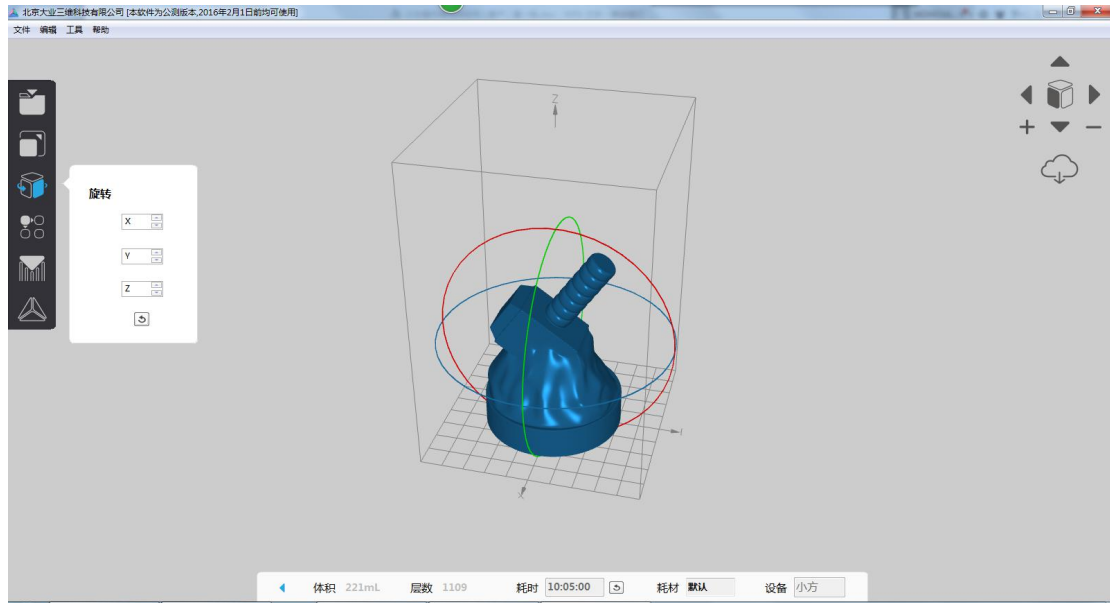 北京大业三维科技有限公司 [本软件为公测版本,2016年2月1日前均可使用]
文件 编辑 工具 帮助
Z
旋转
X
Y
Z
X
体积 221mL 层数 1109 耗时 10:05:00 耗材 默认 设备 小方